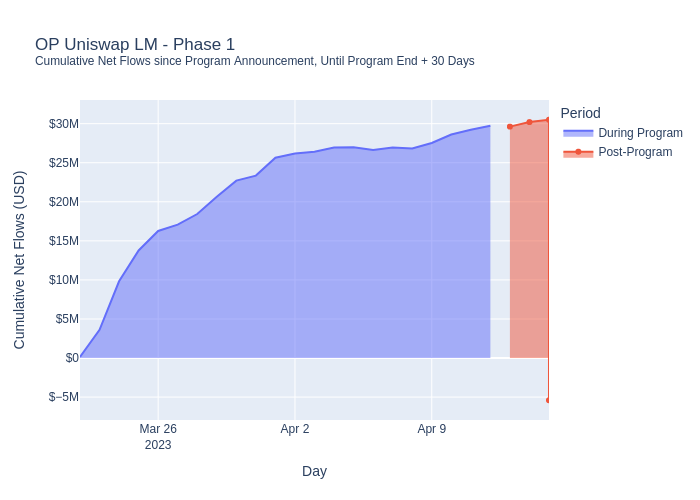 OP Uniswap LM - Phase 1
Cumulative Net Flows since Program Announcement, Until Program End + 30 Days
Period
During Program
Post-Program
Cumulative Net Flows (USD)
$30M
$25M
$20M
$15M
$10M
$5M
$0
$−5M
Mar 26
2023
Apr 2
Apr 9
Day